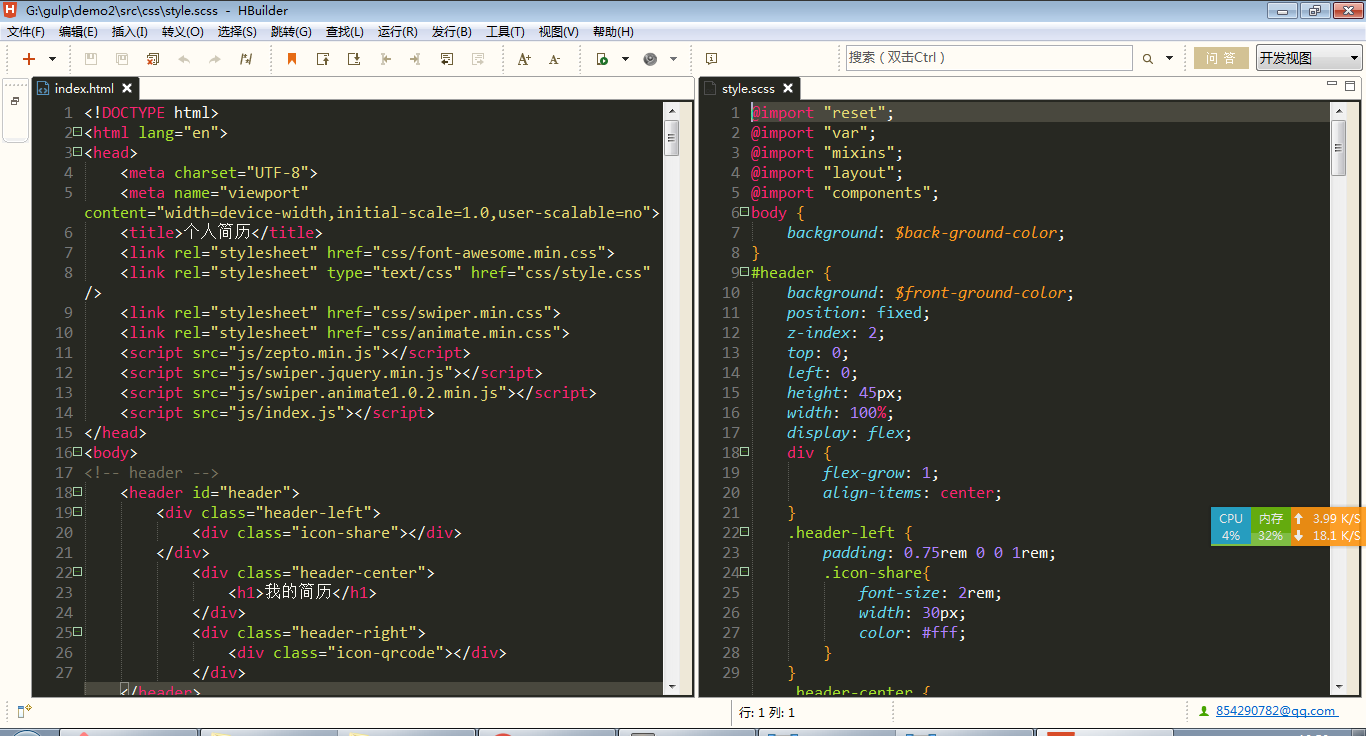 G:\gulp\demo2\src\css\style.scss - HBuilder
文件(F) 编辑(E) 插入(I) 转义(O) 选择(S) 跳转(G) 查找(L) 运行(R) 发行(B) 工具(T) 视图(V) 帮助(H)
搜索（双击Ctrl） 问 答 开发视图
index.html
1 <!DOCTYPE html>
2 <html lang="en">
3 <head>
4 <meta charset="UTF-8">
5 <meta name="viewport"
content="width=device-width,initial-scale=1.0,user-scalable=no">
6 <title>个人简历</title>
7 <link rel="stylesheet" href="css/font-awesome.min.css">
8 <link rel="stylesheet" type="text/css" href="css/style.css"
/>
9 <link rel="stylesheet" href="css/swiper.min.css">
10 <link rel="stylesheet" href="css/animate.min.css">
11 <script src="js/zepto.min.js"></script>
12 <script src="js/swiper.jquery.min.js"></script>
13 <script src="js/swiper.animate1.0.2.min.js"></script>
14 <script src="js/index.js"></script>
15 </head>
16 <body>
17 <!-- header -->
18 <header id="header">
19 <div class="header-left">
20 <div class="icon-share"></div>
21 </div>
22 <div class="header-center">
23 <h1>我的简历</h1>
24 </div>
25 <div class="header-right">
26 <div class="icon-qrcode"></div>
27 </div>
</header>
style.scss
1 @import "reset";
2 @import "var";
3 @import "mixins";
4 @import "layout";
5 @import "components";
6 body {
7 background: $back-ground-color;
8 }
9 #header {
10 background: $front-ground-color;
11 position: fixed;
12 z-index: 2;
13 top: 0;
14 left: 0;
15 height: 45px;
16 width: 100%;
17 display: flex;
18 div {
19 flex-grow: 1;
20 align-items: center;
21 }
22 .header-left {
23 padding: 0.75rem 0 0 1rem;
24 .icon-share{
25 font-size: 2rem;
26 width: 30px;
27 color: #fff;
28 }
29 }
.header-center {
CPU 内存 3.99 K/S
4% 32% 18.1 K/S
行: 1 列: 1
854290782@qq.com